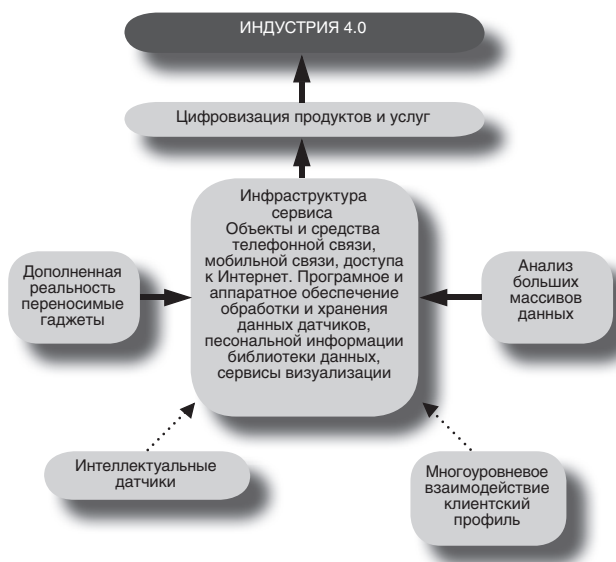 ИНДУСТРИЯ 4.0
Цифровизация продуктов и услуг
Инфраструктура
сервиса
Объекты и средства
телефонной связи,
мобильной связи, доступа
к Интернет. Програмное и
аппаратное обеспечение
обработки и хранения
данных датчиков,
песональной информации
библиотеки данных,
сервисы визуализации
Дополненная
реальность
переносимые
гаджеты
Анализ
больших
массивов
данных
Интеллектуальные
датчики
Многоуровневое
взаимодействие
клиентский
профиль